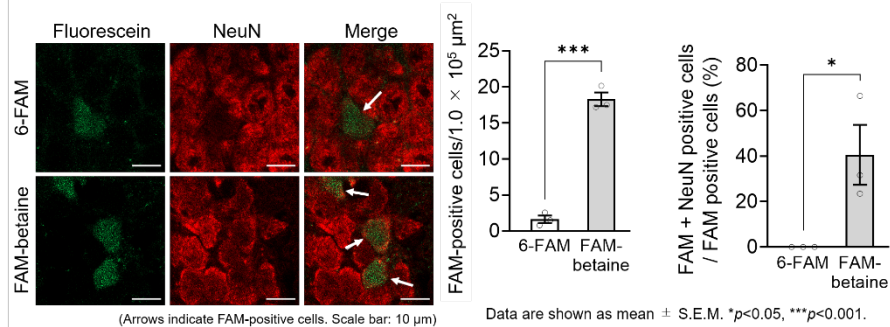 Fluorescein NeuN Merge
6-FAM
FAM-betaine
(Arrows indicate FAM-positive cells. Scale bar: 10 μm)
FAM-positive cells/1.0 × 10⁵ μm²
25
20
15
10
5
0
***
6-FAM FAM-
betaine
FAM + NeuN positive cells
/ FAM positive cells (%)
80
60
40
20
0
*
6-FAM FAM-
betaine
Data are shown as mean ± S.E.M. *p<0.05, ***p<0.001.